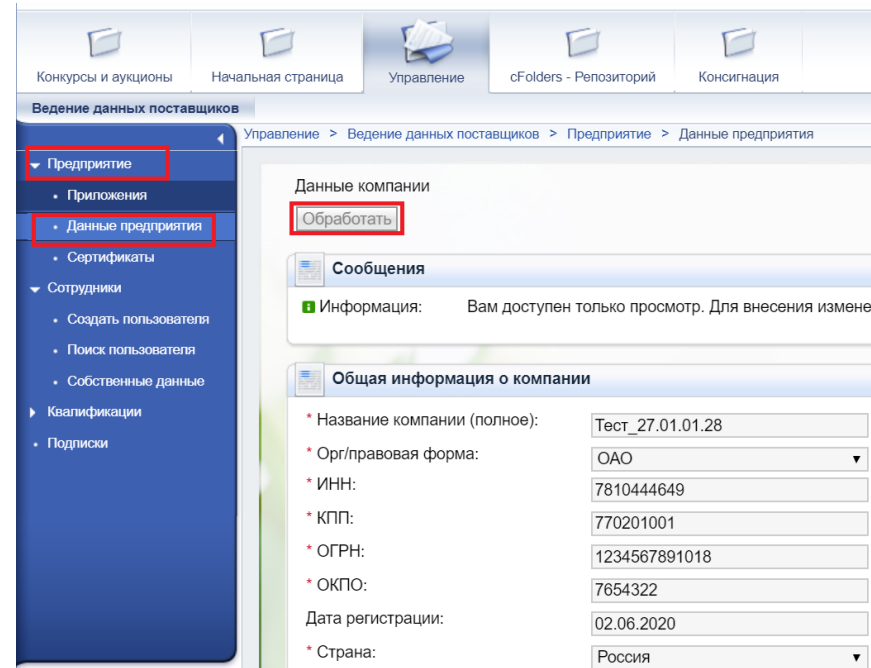 Конкурсы и аукционы
Начальная страница
Управление
cFolders - Репозиторий
Консигнация
Ведение данных поставщиков
Управление > Ведение данных поставщиков > Предприятие > Данные предприятия
Предприятие
• Приложения
• Данные предприятия
• Сертификаты
Сотрудники
• Создать пользователя
• Поиск пользователя
• Собственные данные
Квалификации
• Подписки
Данные компании
Обработать
Сообщения
Информация: Вам доступен только просмотр. Для внесения измене
Общая информация о компании
* Название компании (полное): Тест_27.01.01.28
* Орг/правовая форма: ОАО
* ИНН: 7810444649
* КПП: 770201001
* ОГРН: 1234567891018
* ОКПО: 7654322
Дата регистрации: 02.06.2020
* Страна: Россия